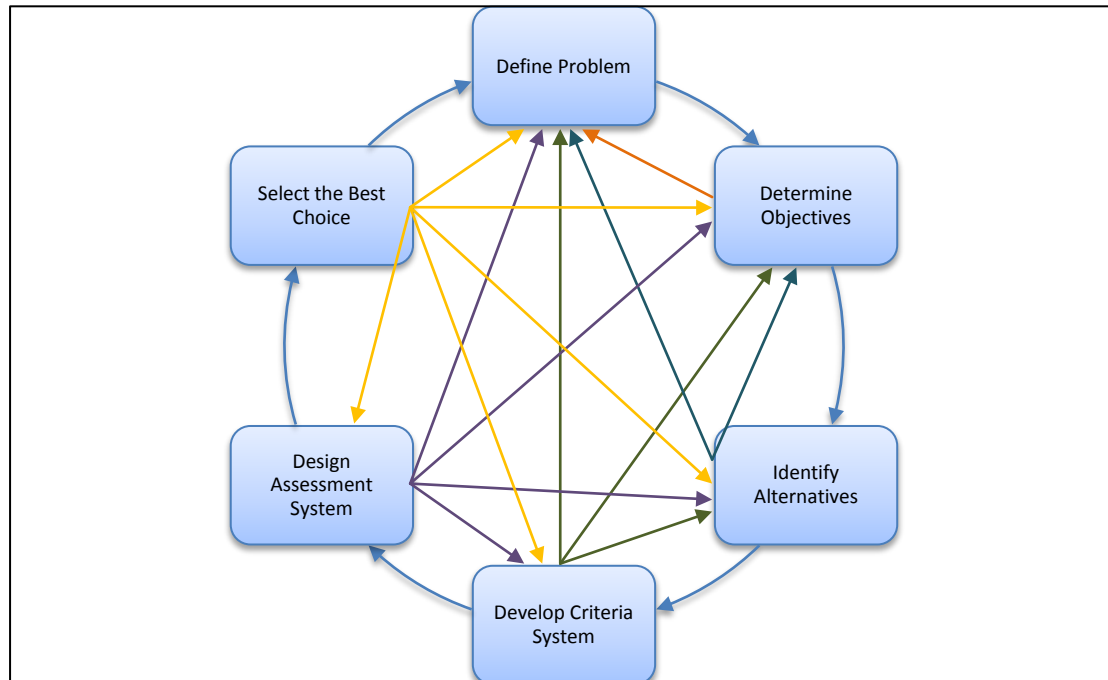 Define Problem
Determine
Objectives
Identify
Alternatives
Develop Criteria
System
Design
Assessment
System
Select the Best
Choice